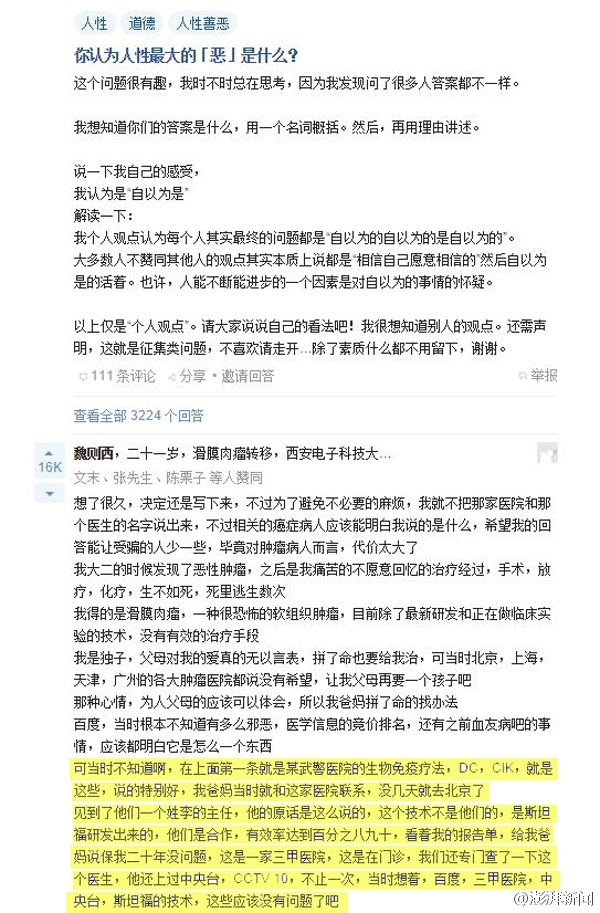 人性 道德 人性善恶
你认为人性最大的「恶」是什么?
这个问题很有趣，我时不时总在思考，因为我发现问了很多人答案都不一样。
我想知道你们的答案是什么，用一个名词概括。然后，再用理由讲述。
说一下我自己的感受，
我认为是“自以为是”
解读一下：
我个人观点认为每个人其实最终的问题都是“自以为的自以为的是自以为的”。
大多数人不赞同其他人的观点其实本质上说都是“相信自己愿意相信的”然后自以为
是的活着。也许，人能不断能进步的一个因素是对自以为的事情的怀疑。
以上仅是“个人观点”。请大家说说自己的看法吧！我很想知道别人的观点。还需声
明，这就是征集类问题，不喜欢请走开...除了素质什么都不用留下，谢谢。
111 条评论 分享 • 邀请回答 举报
查看全部 3224 个回答
16K
魏则西，二十一岁，滑膜肉瘤转移，西安电子科技大...
文末、张先生、陈栗子 等人赞同
想了很久，决定还是写下来，不过为了避免不必要的麻烦，我就不把那家医院和那
个医生的名字说出来，不过相关的癌症病人应该能明白我说的是什么，希望我的回
答能让受骗的人少一些，毕竟对肿瘤病人而言，代价太大了
我大二的时候发现了恶性肿瘤，之后是我痛苦的不愿意回忆的治疗经过，手术，放
疗，化疗，生不如死，死里逃生数次
我得的是滑膜肉瘤，一种很恐怖的软组织肿瘤，目前除了最新研发和正在做临床实
验的技术，没有有效的治疗手段
我是独子，父母对我的爱真的无以言表，拼了命也要给我治，可当时北京，上海，
天津，广州的各大肿瘤医院都说没有希望，让我父母再要一个孩子吧
那种心情，为人父母的应该可以体会，所以我爸妈拼了命的找办法
百度，当时根本不知道有多么邪恶，医学信息的竞价排名，还有之前血友病吧的事
情，应该都明白它是怎么一个东西
可当时不知道啊，在上面第一条就是某武警医院的生物免疫疗法，DC，CIK，就是
这些，说的特别好，我爸妈当时就和这家医院联系，没几天就去北京了
见到了他们一个姓李的主任，他的原话是这么说的，这个技术不是他们的，是斯坦
福研发出来的，他们是合作，有效率达到百分之八九十，看着我的报告单，给我爸
妈说保我二十年没问题，这是一家三甲医院，这是在门诊，我们还专门查了一下这
个医生，他还上过中央台，CCTV 10，不止一次，当时想着，百度，三甲医院，中
央台，斯坦福的技术，这些应该没有问题了吧
@澎湃新闻